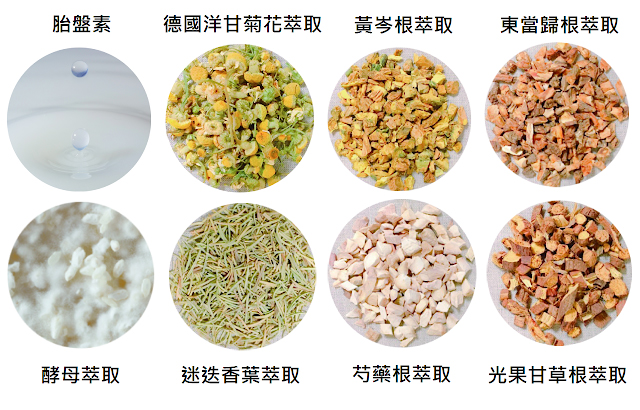 胎盤素
德國洋甘菊花萃取
黃岑根萃取
東當歸根萃取
酵母萃取
迷迭香葉萃取
芍藥根萃取
光果甘草根萃取